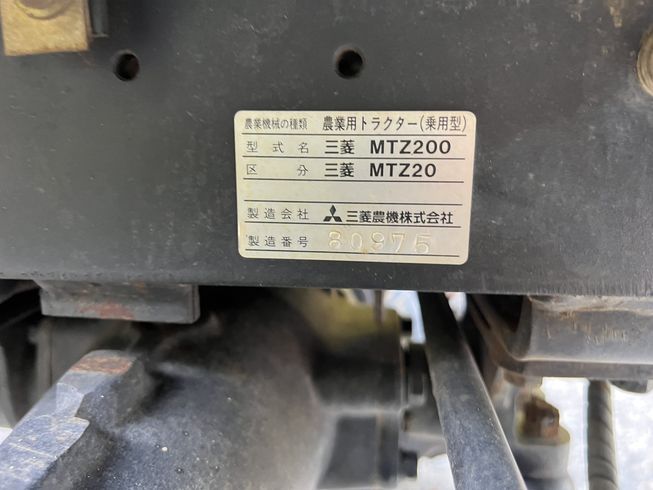 農業機械の種類 農業用トラクター(乗用型)
型式名 三菱 MTZ200
区分 三菱 MTZ20
製造会社 三菱農機株式会社
製造番号 80975